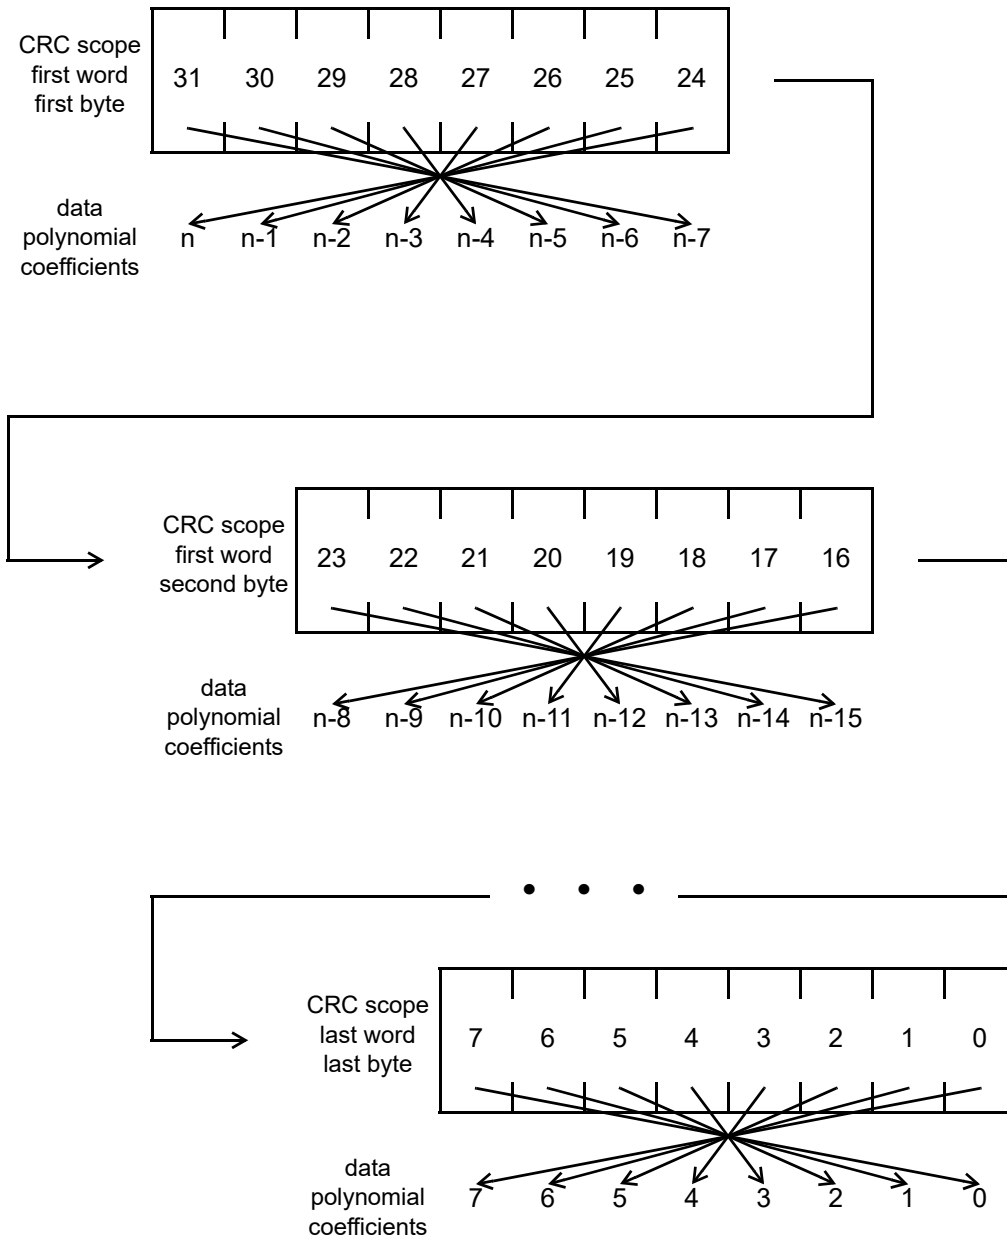 CRC scope
first word
first byte
31 30 29 28 27 26 25 24
data
polynomial
coefficients
n n-1 n-2 n-3 n-4 n-5 n-6 n-7
CRC scope
first word
second byte
23 22 21 20 19 18 17 16
data
polynomial
coefficients
n-8 n-9 n-10 n-11 n-12 n-13 n-14 n-15
• • •
CRC scope
last word
last byte
7 6 5 4 3 2 1 0
data
polynomial
coefficients
7 6 5 4 3 2 1 0